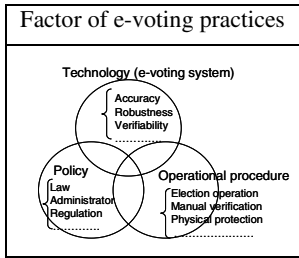 Factor of e-voting practices
Technology (e-voting system)
Accuracy
Robustness
Verifiability
....................
Policy
Law
Administrator
Regulation
....................
Operational procedure
Election operation
Manual verification
Physical protection
....................